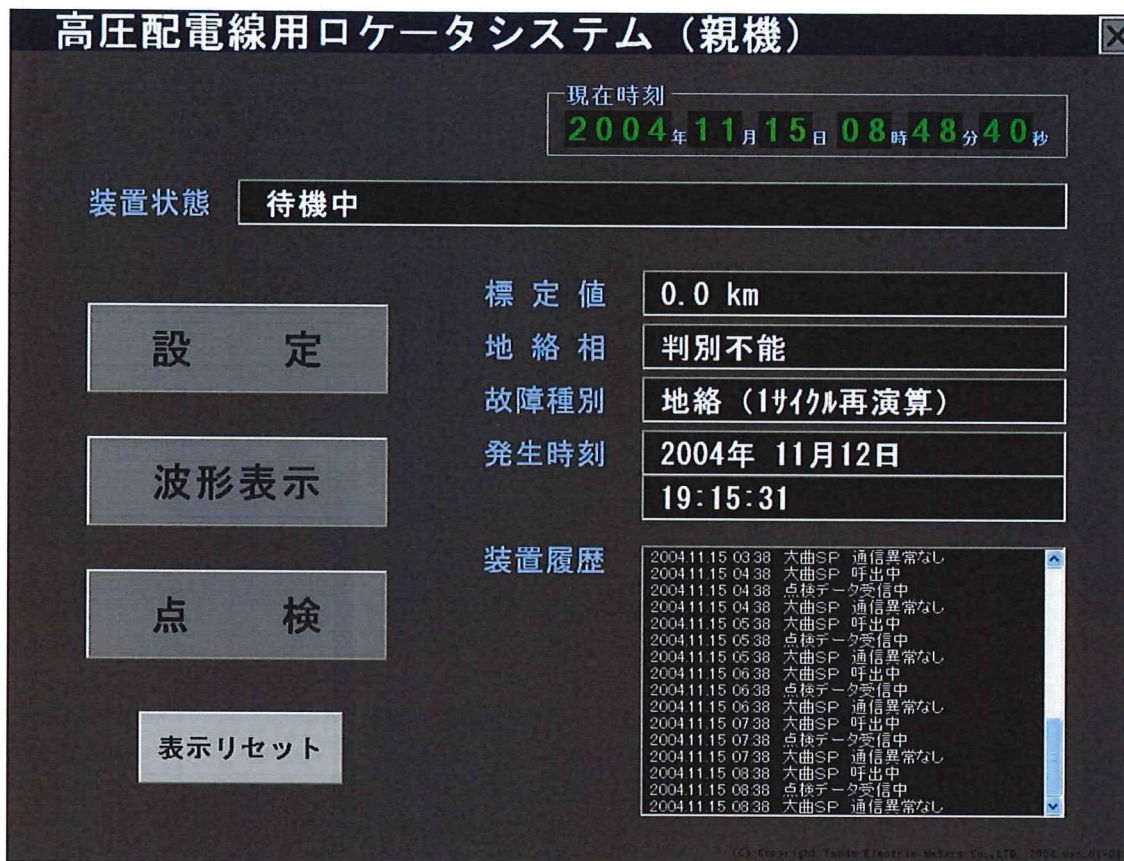 高圧配電線用ロケータシステム（親機）
現在時刻
2004年11月15日 08時48分40秒
装置状態 待機中
標定値 0.0 km
設定
地絡相 判別不能
故障種別 地絡（1ｻｲｸﾙ再演算）
発生時刻 2004年 11月12日
波形表示
19:15:31
装置履歴
2004.11.15 03:38 大曲SP 通信異常なし
2004.11.15 04:38 大曲SP 呼出中
2004.11.15 04:38 点検データ受信中
2004.11.15 04:38 大曲SP 通信異常なし
2004.11.15 05:38 大曲SP 呼出中
2004.11.15 05:38 点検データ受信中
2004.11.15 05:38 大曲SP 通信異常なし
2004.11.15 06:38 大曲SP 呼出中
2004.11.15 06:38 点検データ受信中
2004.11.15 06:38 大曲SP 通信異常なし
2004.11.15 07:38 大曲SP 呼出中
2004.11.15 07:38 点検データ受信中
2004.11.15 07:38 大曲SP 通信異常なし
2004.11.15 08:38 大曲SP 呼出中
2004.11.15 08:38 点検データ受信中
2004.11.15 08:38 大曲SP 通信異常なし
点検
表示リセット
(C) Copyright